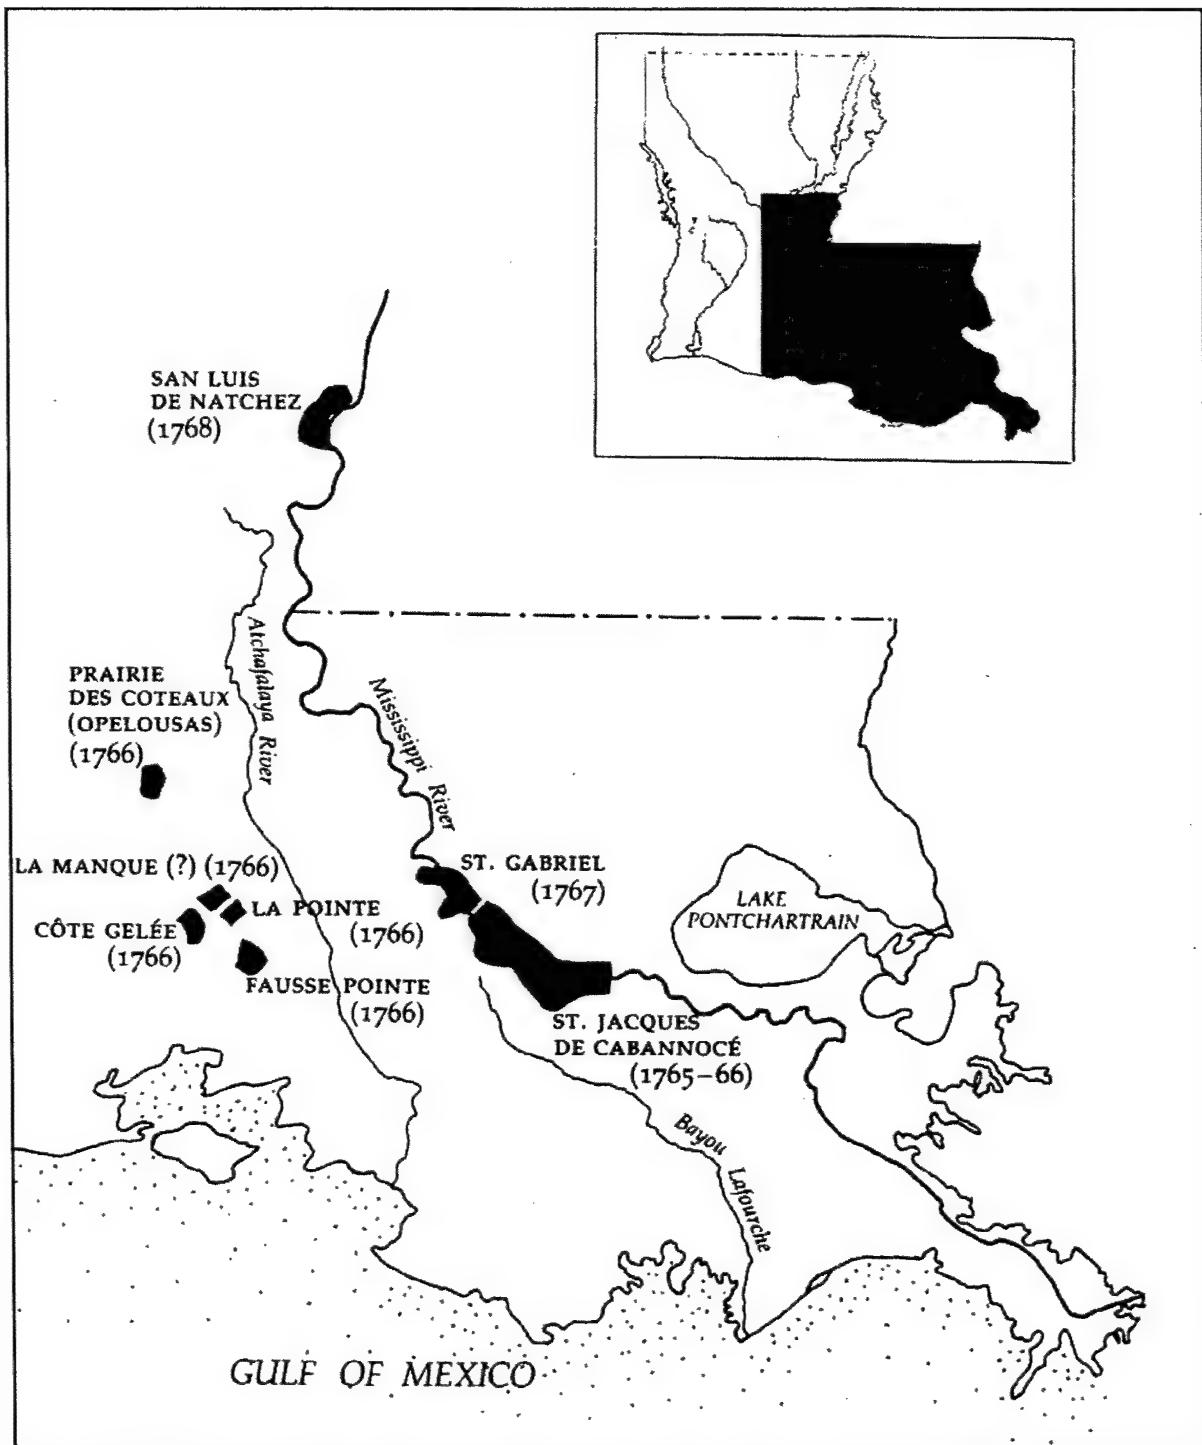 SAN LUIS
DE NATCHEZ
(1768)
Atchafalaya River
PRAIRIE
DES COTEAUX
(OPELOUSAS)
(1766)
Mississippi River
LA MANQUE (?) (1766)
ST. GABRIEL
(1767)
LAKE
PONTCHARTRAIN
LA POINTE
(1766)
CÔTE GELÉE
(1766)
FAUSSE POINTE
(1766)
ST. JACQUES
DE CABANNOCÉ
(1765–66)
Bayou Lafourche
GULF OF MEXICO